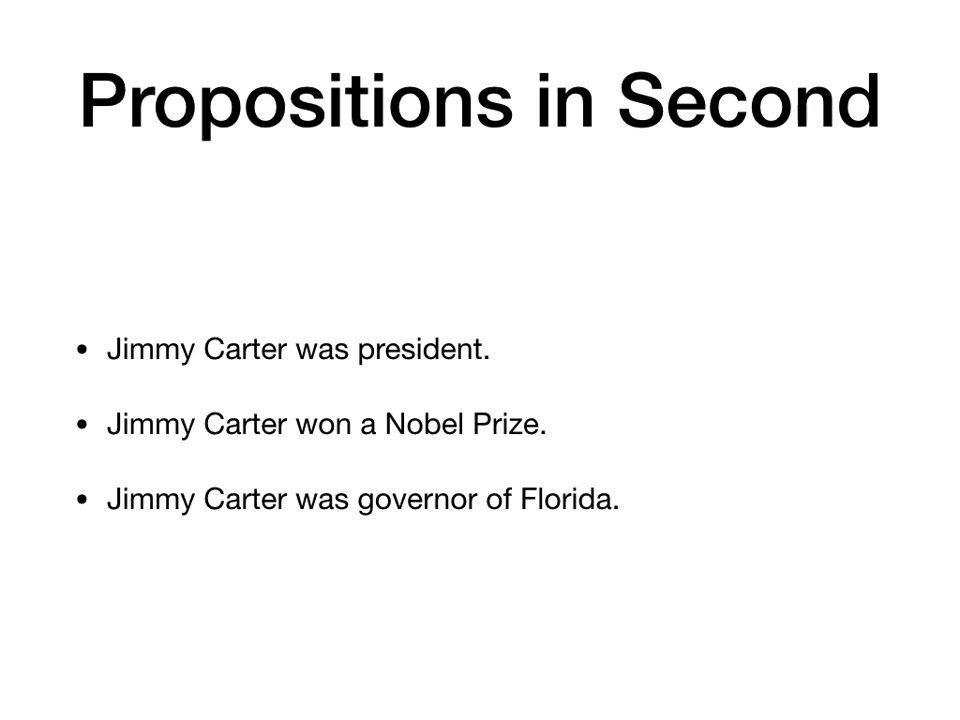 Propositions in Second
• Jimmy Carter was president.
• Jimmy Carter won a Nobel Prize.
• Jimmy Carter was governor of Florida.